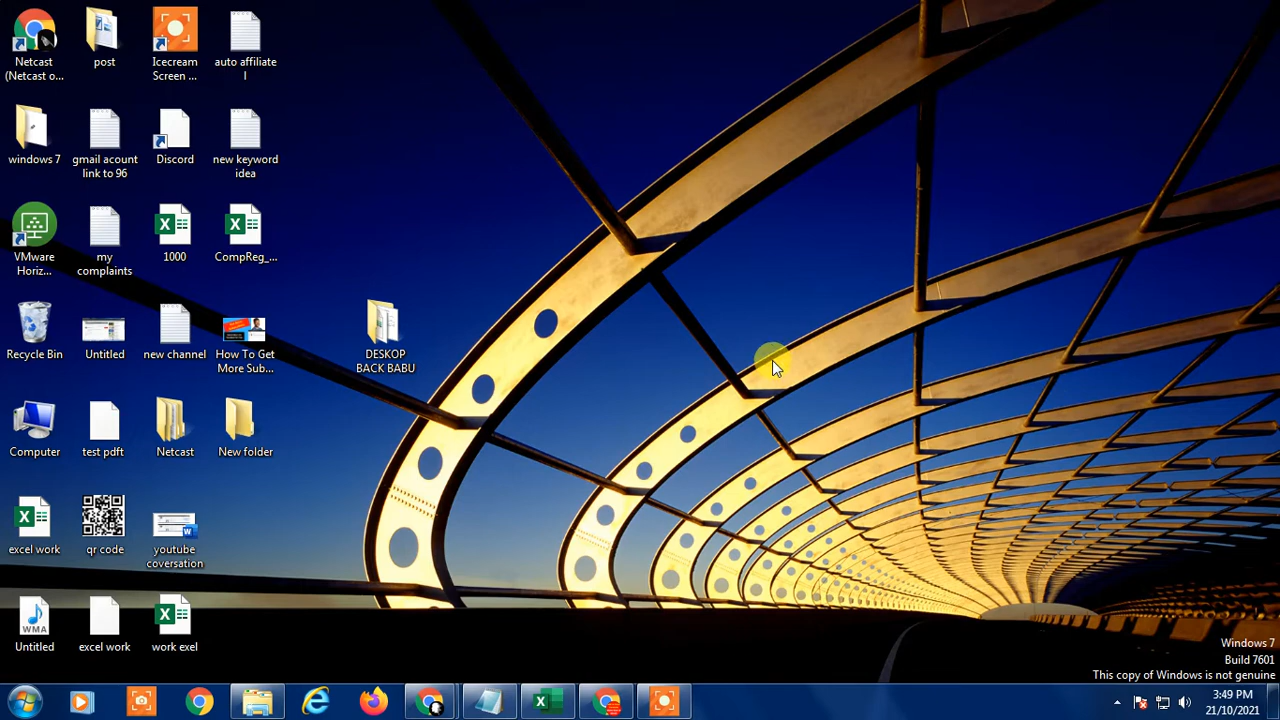 Netcast
(Netcast o...
post
Icecream
Screen ...
auto affiliate
l
windows 7
gmail acount
link to 96
Discord
new keyword
idea
VMware
Horiz...
my
complaints
1000
CompReg_...
Recycle Bin
Untitled
new channel
How To Get
More Sub...
DESKOP
BACK BABU
Computer
test pdft
Netcast
New folder
excel work
qr code
youtube
coversation
WMA
Untitled
excel work
work exel
Windows 7
Build 7601
This copy of Windows is not genuine
3:49 PM
21/10/2021